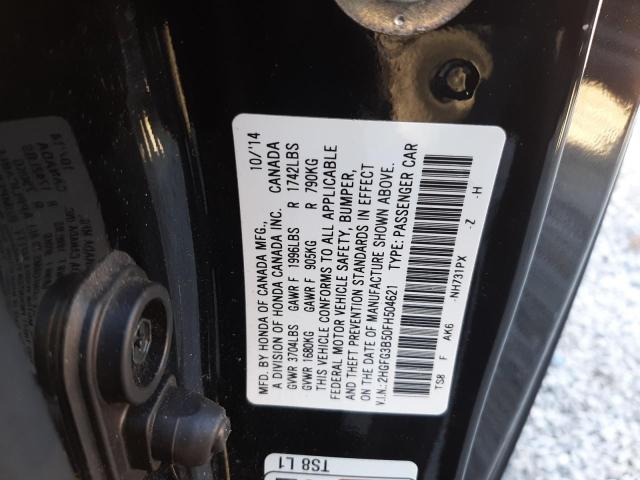 MFD. BY HONDA OF CANADA MFG., 10/'14
A DIVISION OF HONDA CANADA INC. CANADA
GVWR 3704LBS GAWR F 1996LBS R 1742LBS
GVWR 1680KG GAWR F 905KG R 790KG
THIS VEHICLE CONFORMS TO ALL APPLICABLE
FEDERAL MOTOR VEHICLE SAFETY, BUMPER,
AND THEFT PREVENTION STANDARDS IN EFFECT
ON THE DATE OF MANUFACTURE SHOWN ABOVE.
V.I.N.: 2HGFG3B50FH504621 TYPE: PASSENGER CAR
TS8 F AK6 -NH731PX -Z -H
TS8 L1